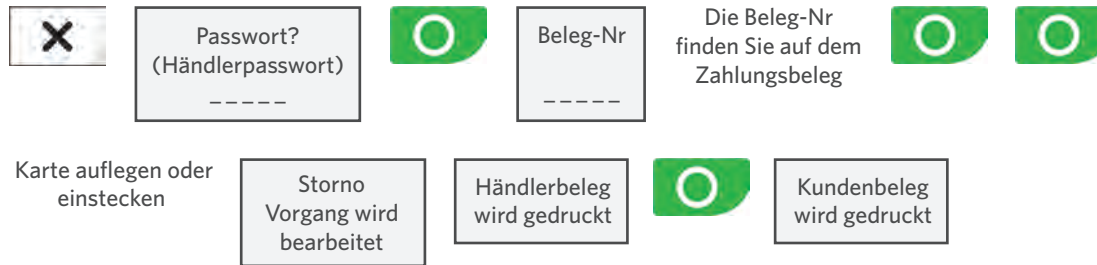 Passwort?
(Händlerpasswort)
_ _ _ _ _
Beleg-Nr
_ _ _ _ _
Die Beleg-Nr
finden Sie auf dem
Zahlungsbeleg
Karte auflegen oder
einstecken
Storno
Vorgang wird
bearbeitet
Händlerbeleg
wird gedruckt
Kundenbeleg
wird gedruckt